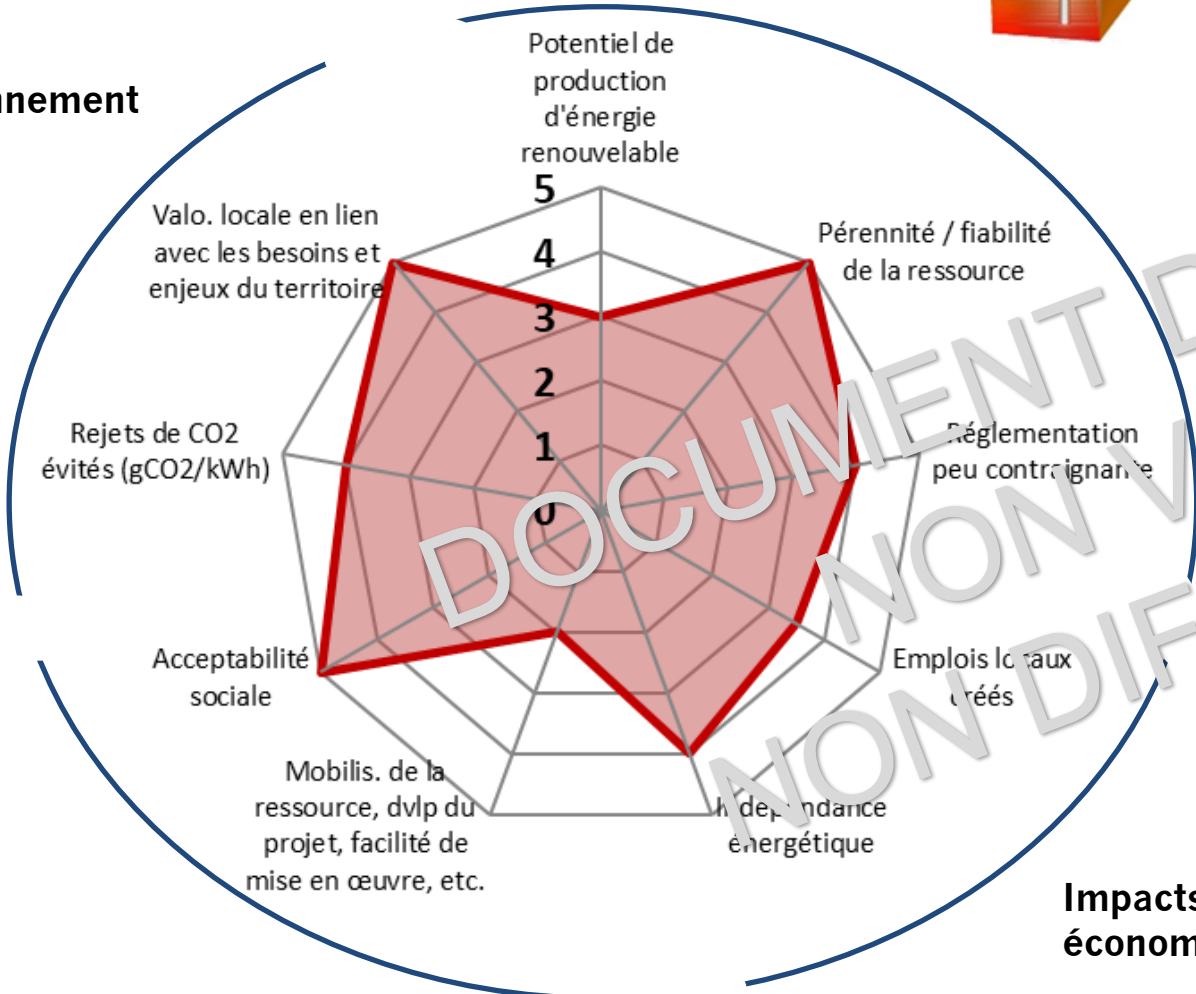 nnement
Potentiel de
production
d'énergie
renouvelable
5
4
3
2
1
0
Valo. locale en lien
avec les besoins et
enjeux du territoire
Pérennité / fiabilité
de la ressource
Rejets de CO2
évités (gCO2/kWh)
Réglementation
peu contraignante
Acceptabilité
sociale
Emplois locaux
créés
Mobilis. de la
ressource, dvlp du
projet, facilité de
mise en œuvre, etc.
Indépendance
énergétique
Impacts
économ
DOCUMENT D
NON V
NON DIF